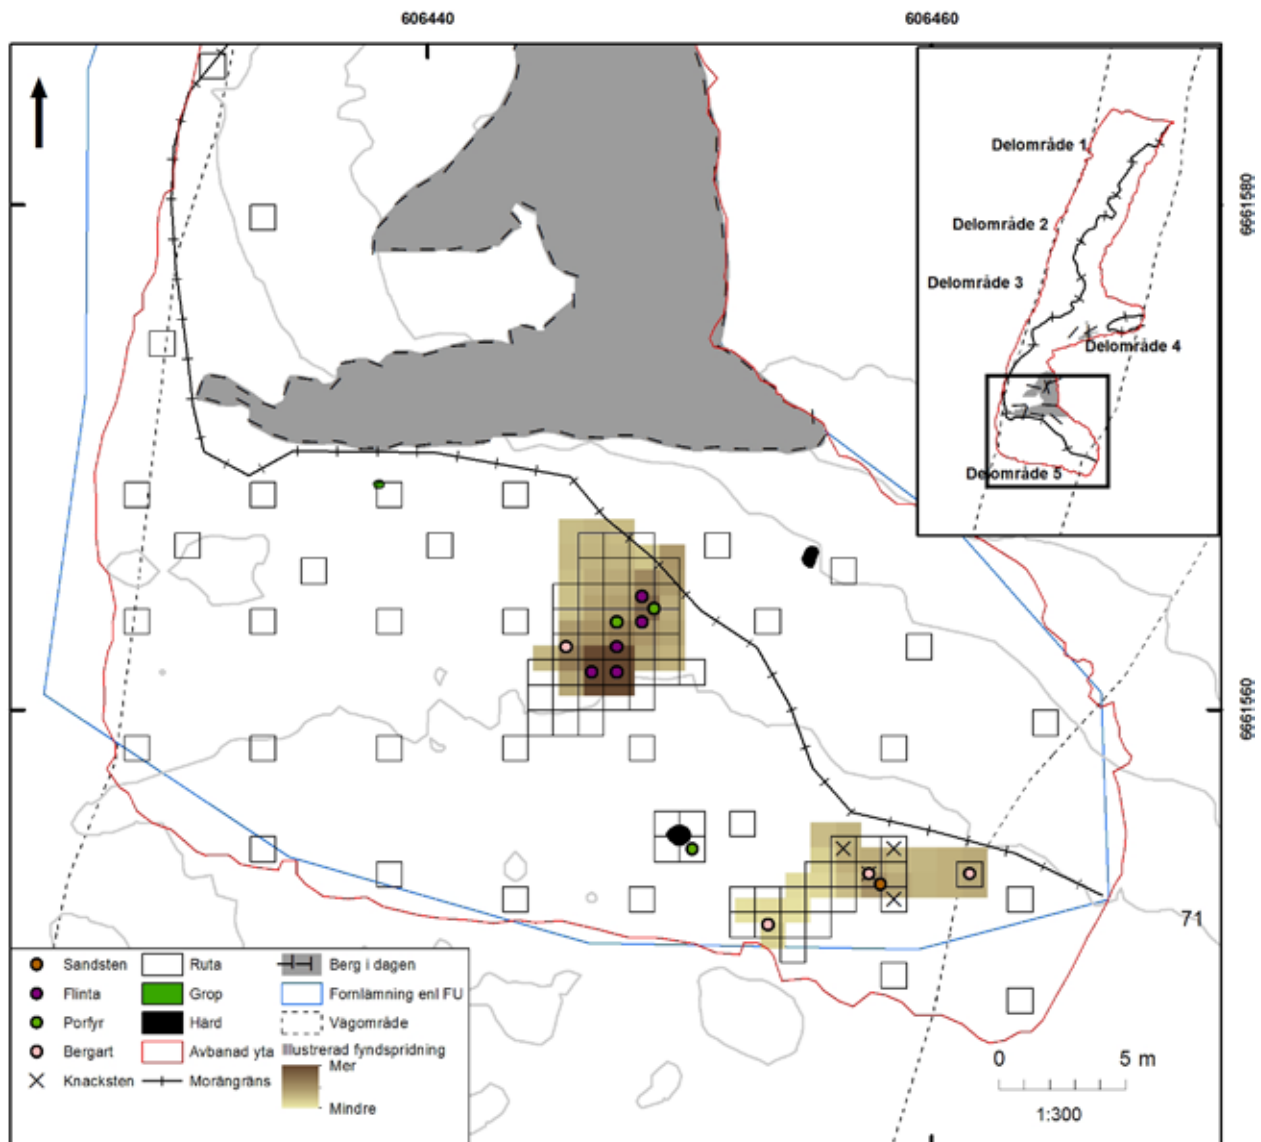 606440
606460
6661580
6661560
Delområde 1
Delområde 2
Delområde 3
Delområde 4
Delområde 5
71
Sandsten
Flinta
Porfyr
Bergart
Knacksten
Ruta
Grop
Härd
Avbanad yta
Morängräns
Berg i dagen
Fornlämning enl FU
Vägområde
Illustrerad fyndspridning
Mer
Mindre
0 5 m
1:300